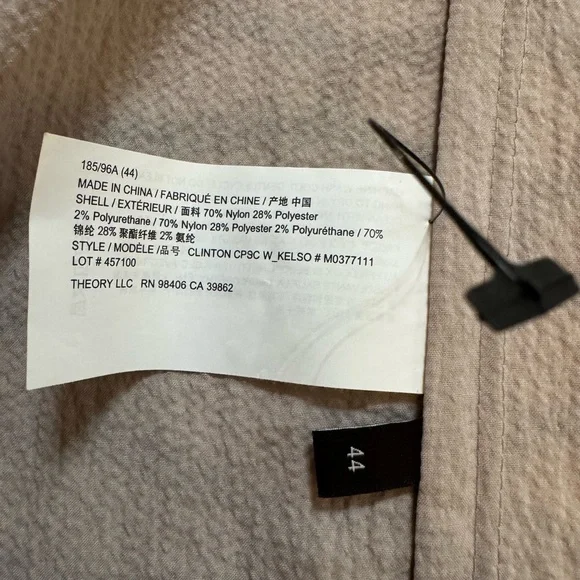 185/96A (44)
MADE IN CHINA / FABRIQUÉ EN CHINE / 产地 中国
SHELL / EXTÉRIEUR / 面料 70% Nylon 28% Polyester
2% Polyurethane / 70% Nylon 28% Polyester 2% Polyuréthane / 70%
锦纶 28% 聚酯纤维 2% 氨纶
STYLE / MODÈLE /品号 CLINTON CPSC W_KELSO # M0377111
LOT # 457100
THEORY LLC RN 98406 CA 39862
44